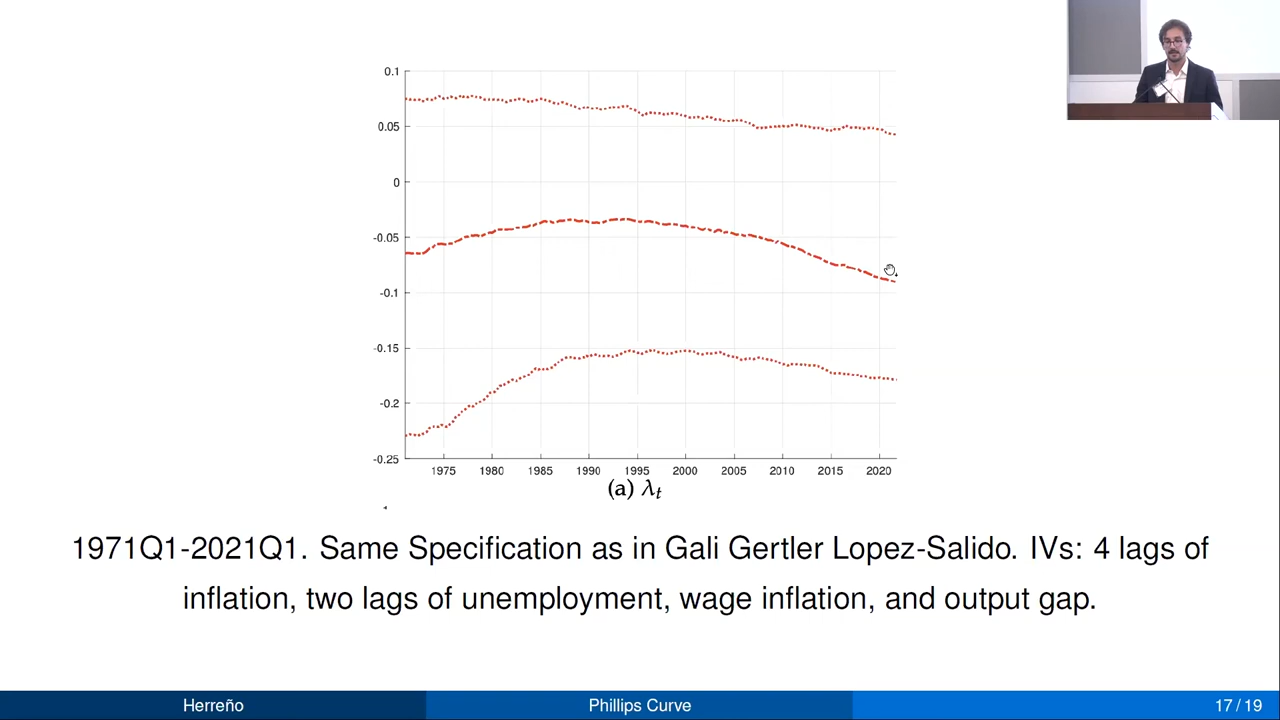 0.1
0.05
0
-0.05
-0.1
-0.15
-0.2
-0.25
1975 1980 1985 1990 1995 2000 2005 2010 2015 2020
(a) λt
1971Q1-2021Q1. Same Specification as in Gali Gertler Lopez-Salido. IVs: 4 lags of
inflation, two lags of unemployment, wage inflation, and output gap.
Herreño Phillips Curve 17 / 19